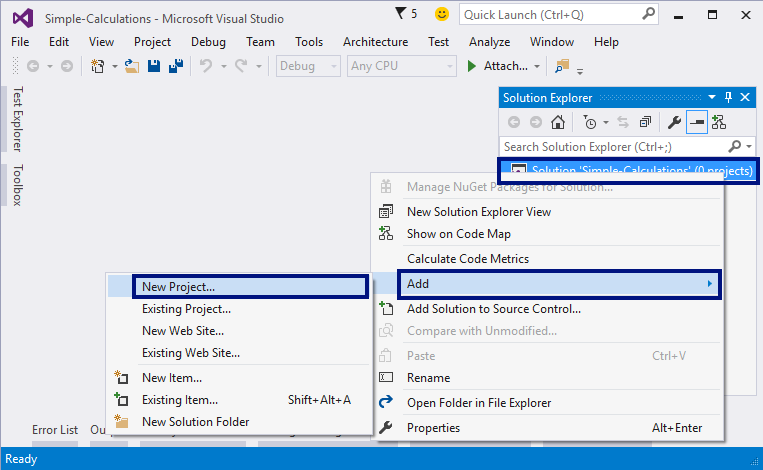 Simple-Calculations - Microsoft Visual Studio
5
Quick Launch (Ctrl+Q)
File Edit View Project Debug Team Tools Architecture Test Analyze Window Help
Debug Any CPU Attach...
Test Explorer
Toolbox
Solution Explorer
Search Solution Explorer (Ctrl+;)
Solution 'Simple-Calculations' (0 projects)
Manage NuGet Packages for Solution...
New Solution Explorer View
Show on Code Map
Calculate Code Metrics
Add
Add Solution to Source Control...
Compare with Unmodified...
Paste Ctrl+V
Rename
Open Folder in File Explorer
Properties Alt+Enter
New Project...
Existing Project...
New Web Site...
Existing Web Site...
New Item...
Existing Item... Shift+Alt+A
New Solution Folder
Error List
Ready